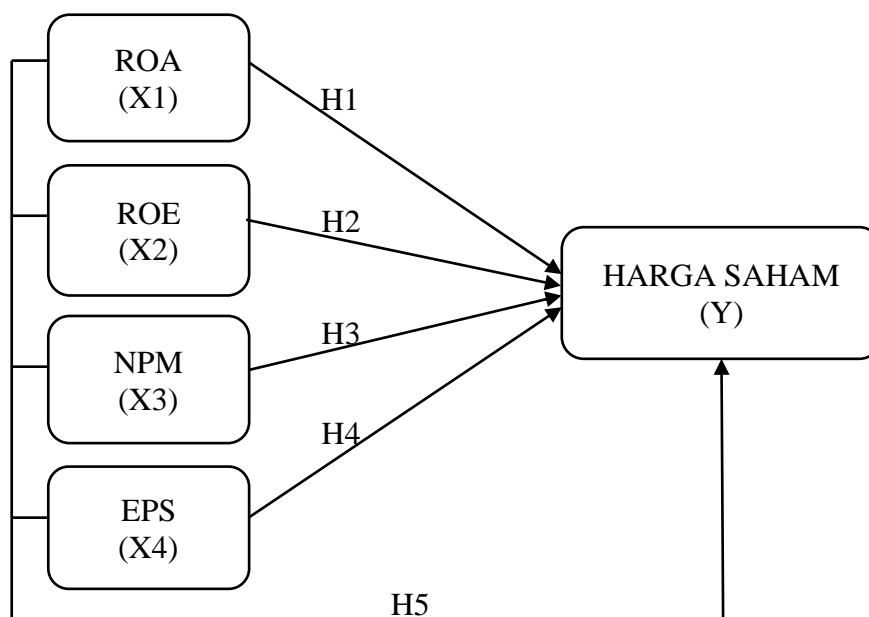 ROA
(X1)
H1
ROE
(X2)
H2
HARGA SAHAM
(Y)
NPM
(X3)
H3
H4
EPS
(X4)
H5